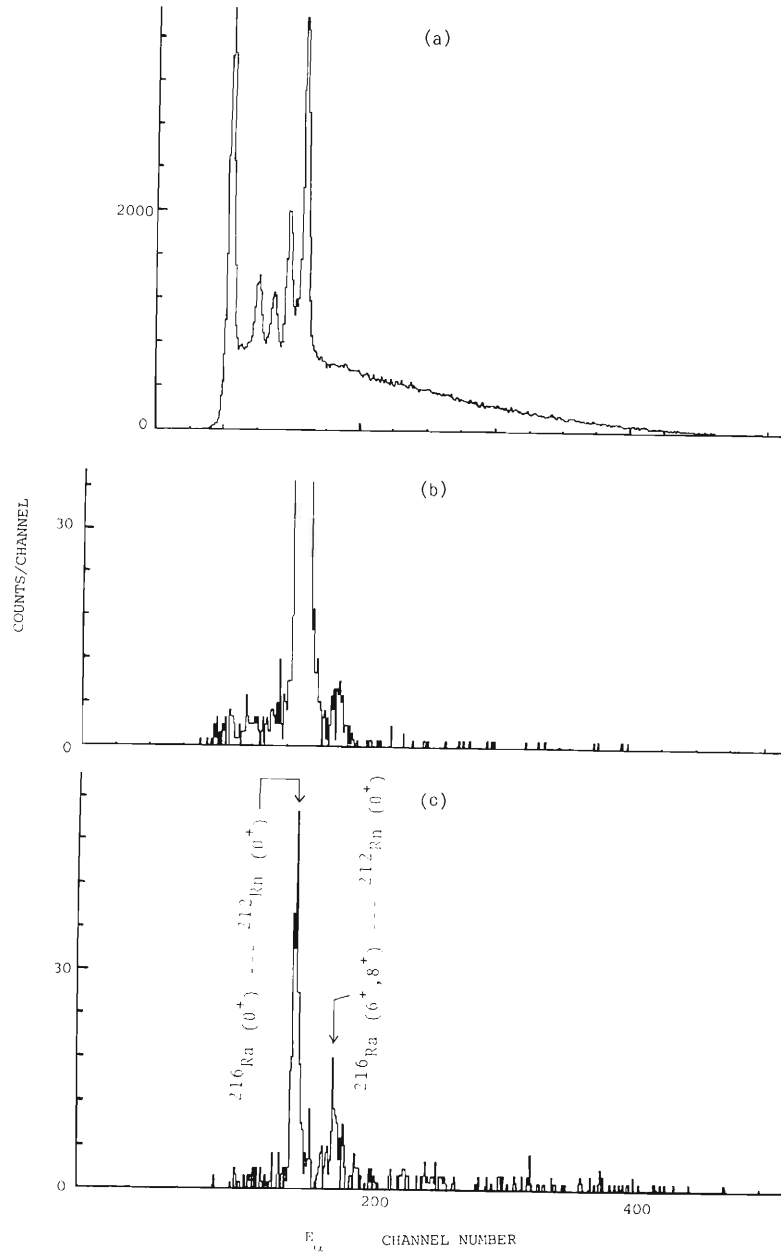 (a)
2000
0
(b)
30
0
COUNTS/CHANNEL
(c)
216Ra (0+) --- 212Rn (0+)
216Ra (6+,8+) --- 212Rn (0+)
30
0
200
400
Eα CHANNEL NUMBER